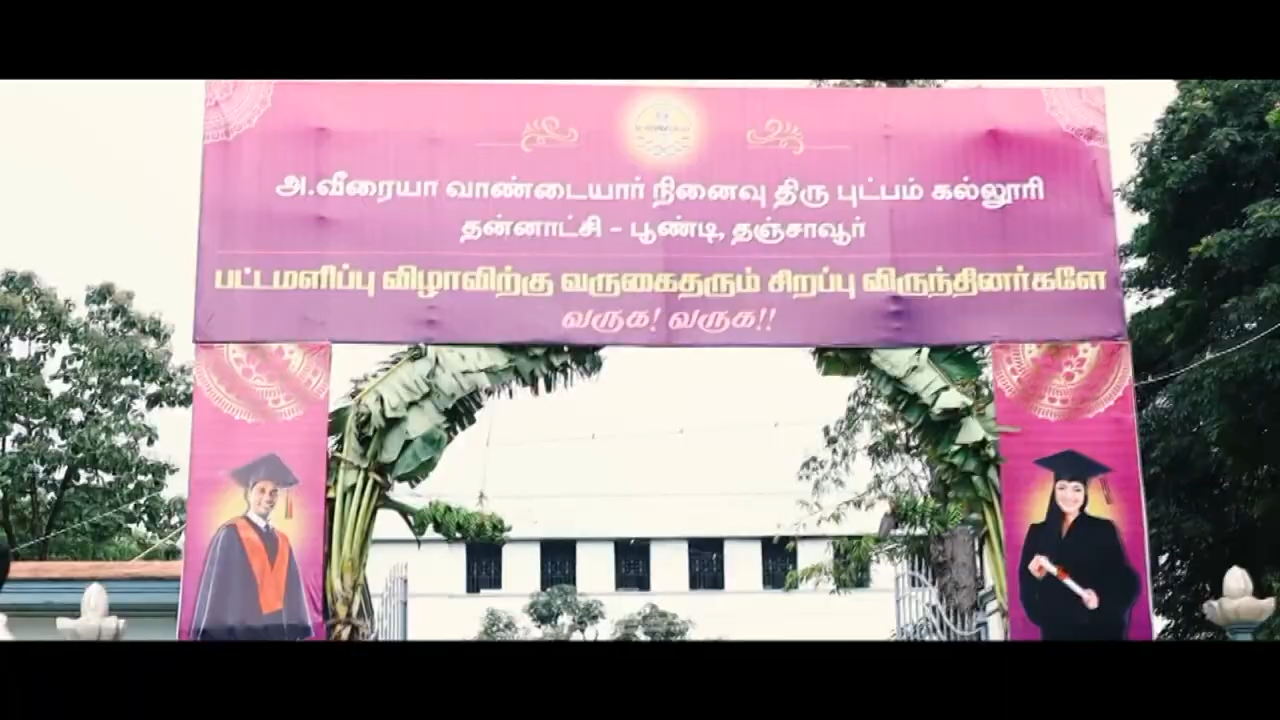 அ.வீரையா வாண்டையார் நினைவு திரு புட்பம் கல்லூரி
தன்னாட்சி - பூண்டி, தஞ்சாவூர்
பட்டமளிப்பு விழாவிற்கு வருகைதரும் சிறப்பு விருந்தினர்களே
வருக! வருக!!